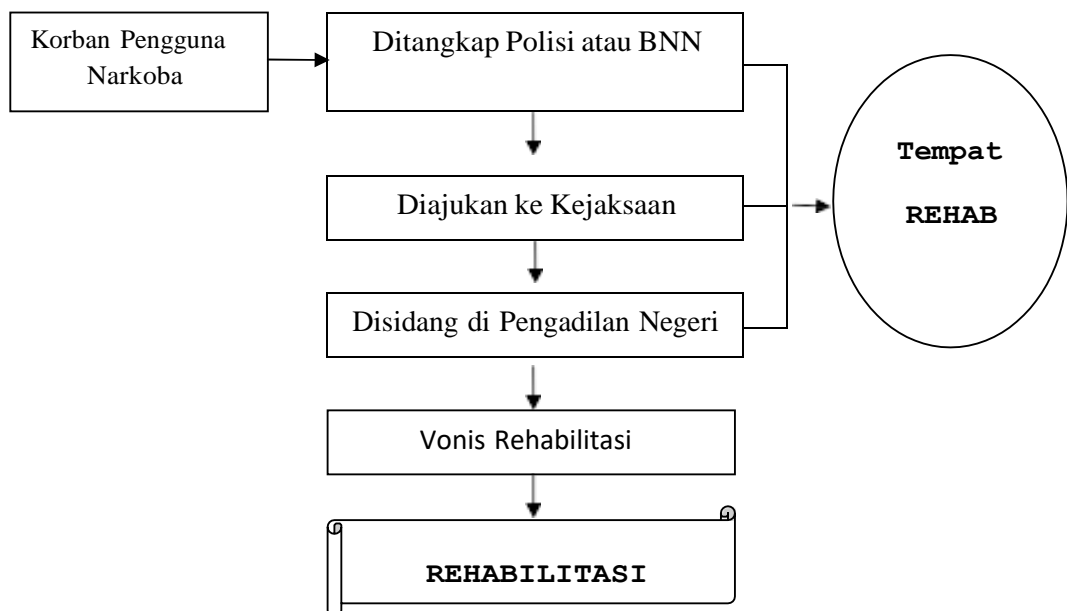 Korban Pengguna
Narkoba
Ditangkap Polisi atau BNN
Tempat
REHAB
Diajukan ke Kejaksaan
Disidang di Pengadilan Negeri
Vonis Rehabilitasi
REHABILITASI